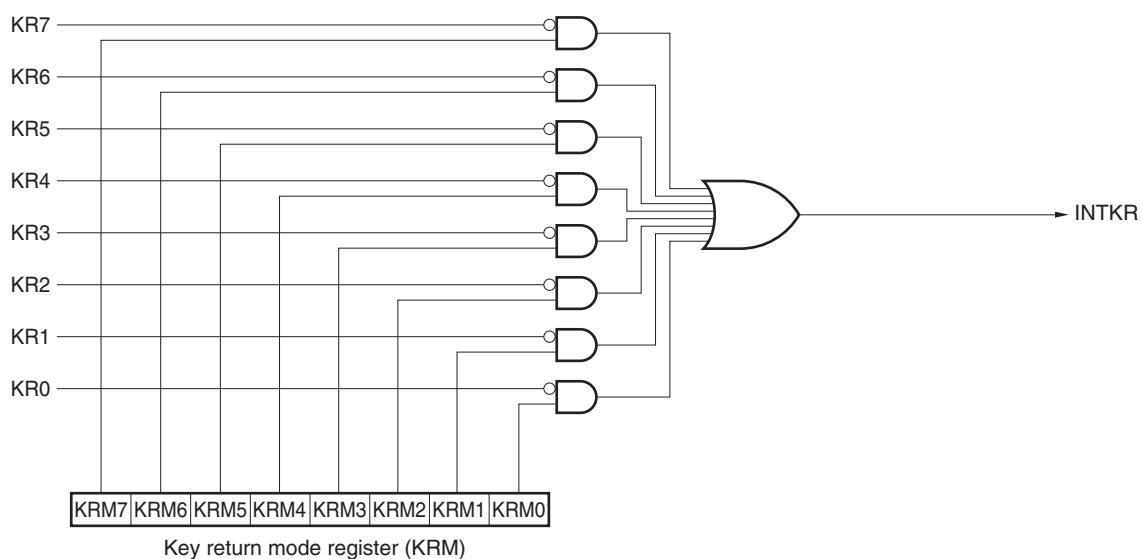 KR7
KR6
KR5
KR4
KR3
INTKR
KR2
KR1
KR0
KRM7 KRM6 KRM5 KRM4 KRM3 KRM2 KRM1 KRM0
Key return mode register (KRM)